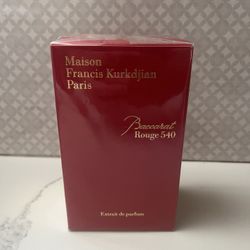 Maison
Francis Kurkdjian
Paris
Baccarat
Rouge 540
Extrait de parfum